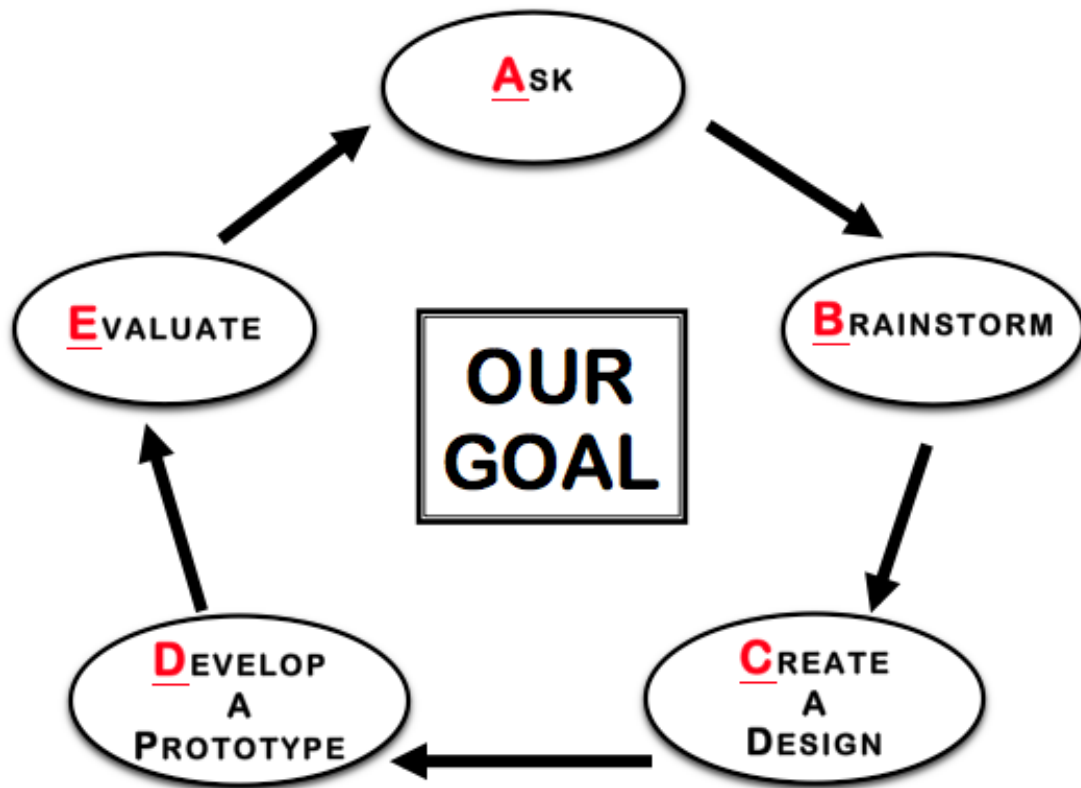 ASK
BRAINSTORM
CREATE
A
DESIGN
DEVELOP
A
PROTOTYPE
EVALUATE
OUR
GOAL